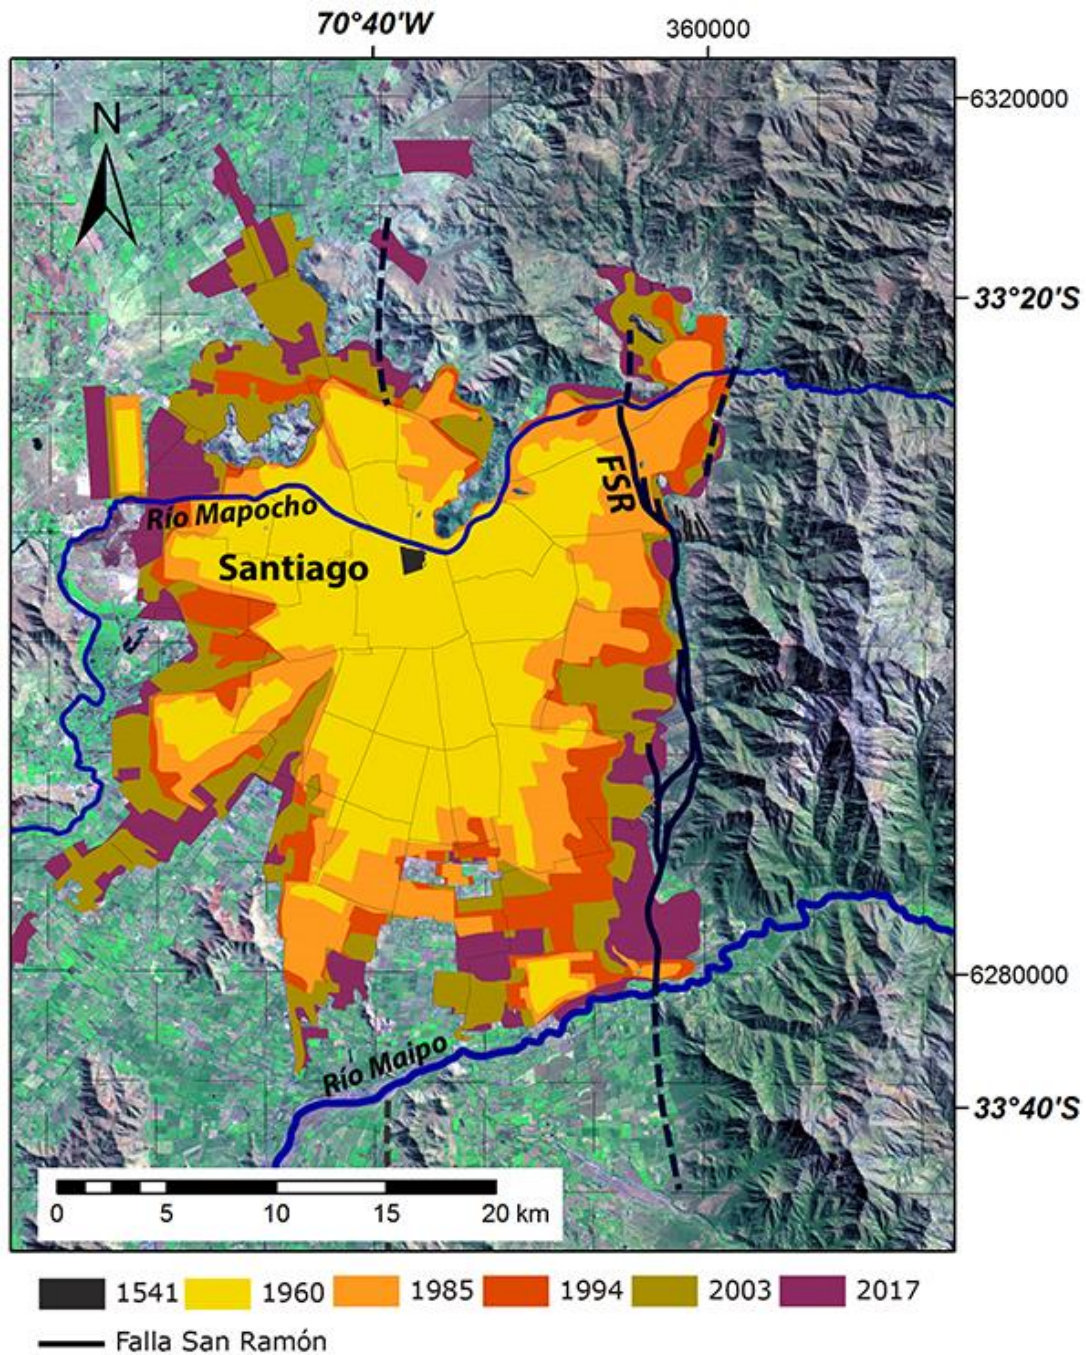 70°40'W
360000
N
6320000
33°20'S
FSR
Río Mapocho
Santiago
6280000
Río Maipo
33°40'S
0 5 10 15 20 km
1541 1960 1985 1994 2003 2017
Falla San Ramón